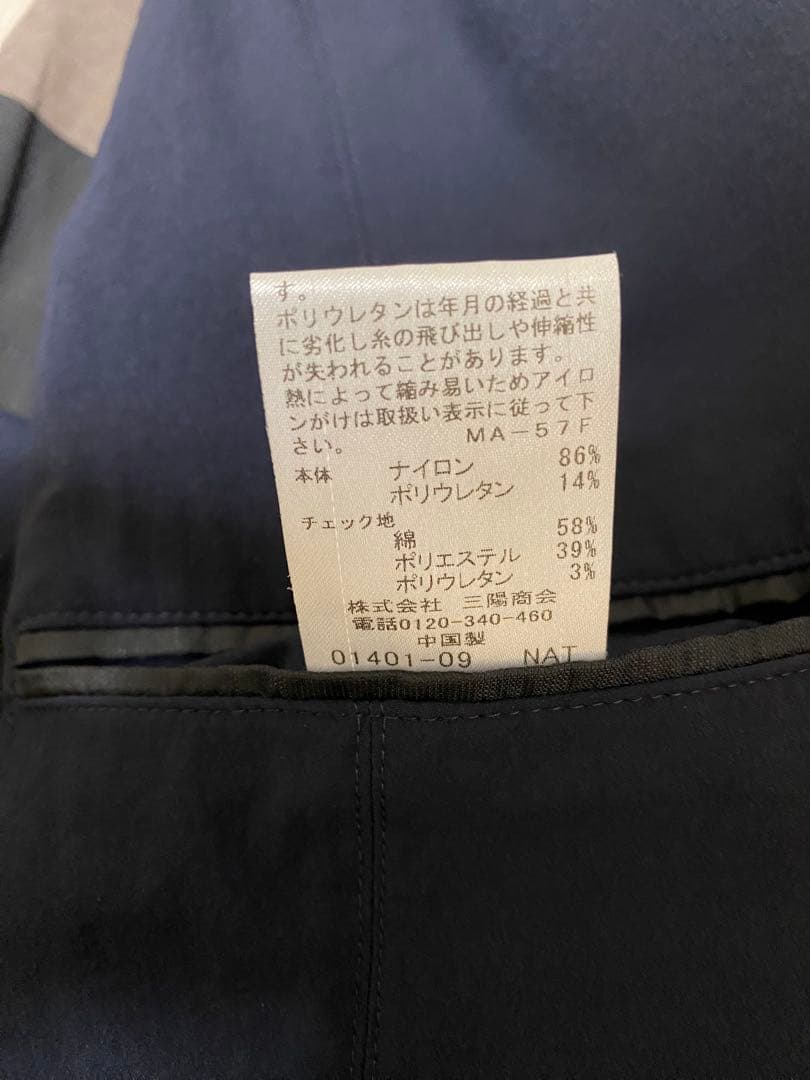 す。
ポリウレタンは年月の経過と共
に劣化し糸の飛び出しや伸縮性
が失われることがあります。
熱によって縮み易いためアイロ
ンがけは取扱い表示に従って下
さい。 MA-57F
本体 ナイロン 86%
ポリウレタン 14%
チェック地
綿 58%
ポリエステル 39%
ポリウレタン 3%
株式会社 三陽商会
電話0120-340-460
中国製
01401-09 NAT